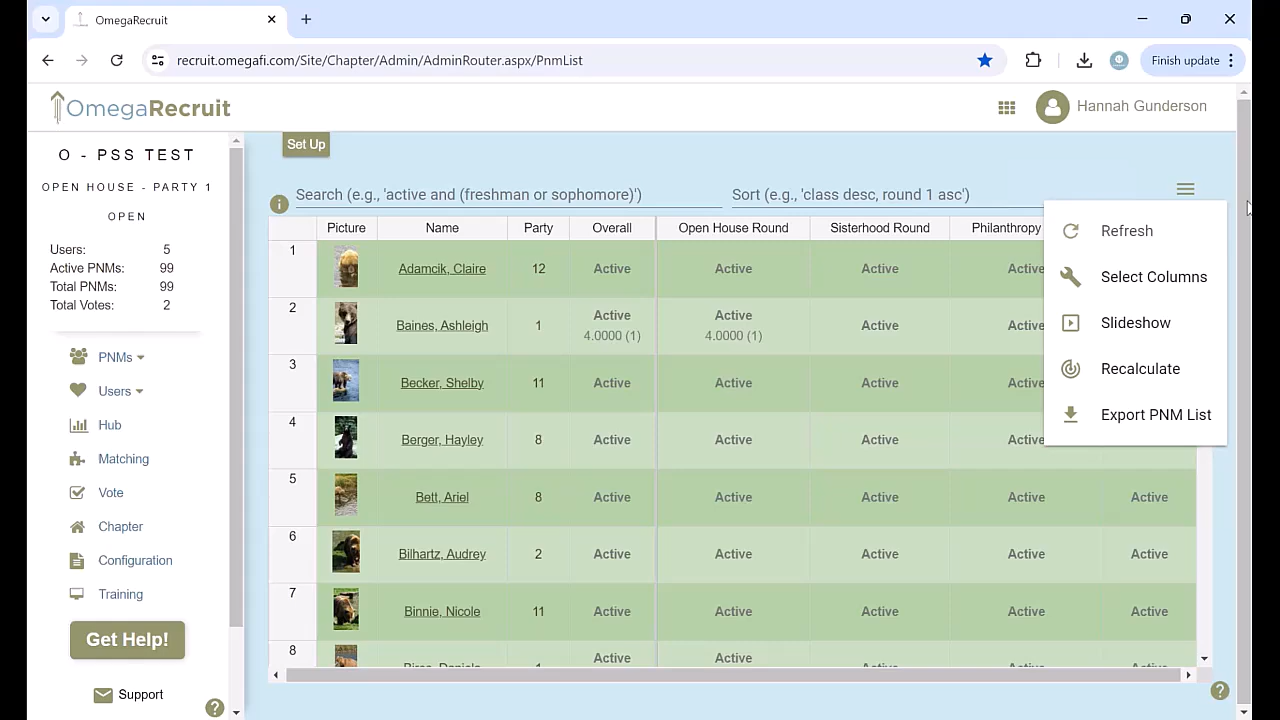 OmegaRecruit
recruit.omegafi.com/Site/Chapter/Admin/AdminRouter.aspx/PnmList
Finish update
OmegaRecruit
Hannah Gunderson
O - PSS TEST
OPEN HOUSE - PARTY 1
OPEN
Users: 5
Active PNMs: 99
Total PNMs: 99
Total Votes: 2
PNMs
Users
Hub
Matching
Vote
Chapter
Configuration
Training
Get Help!
Support
Set Up
Search (e.g., 'active and (freshman or sophomore)')
Sort (e.g., 'class desc, round 1 asc')
Picture Name Party Overall Open House Round Sisterhood Round Philanthropy
1 Adamcik, Claire 12 Active Active Active Active
2 Baines, Ashleigh 1 Active 4.0000 (1) Active 4.0000 (1) Active Active
3 Becker, Shelby 11 Active Active Active Active
4 Berger, Hayley 8 Active Active Active Active
5 Bett, Ariel 8 Active Active Active Active Active
6 Bilhartz, Audrey 2 Active Active Active Active Active
7 Binnie, Nicole 11 Active Active Active Active Active
8 Active Active
Refresh
Select Columns
Slideshow
Recalculate
Export PNM List